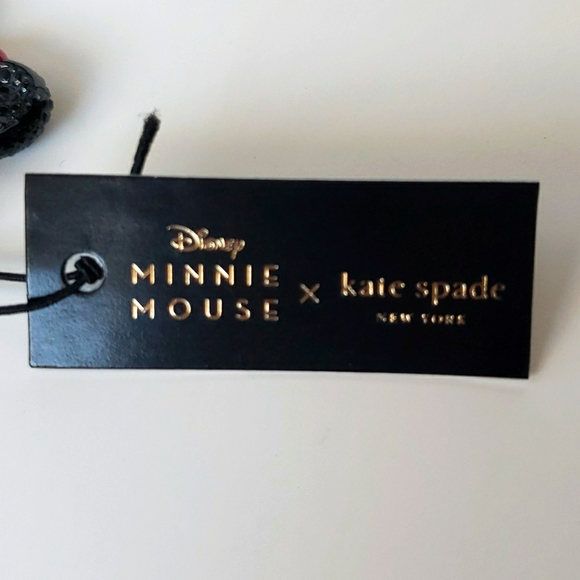 Disney
MINNIE
MOUSE
× kate spade
NEW YORK